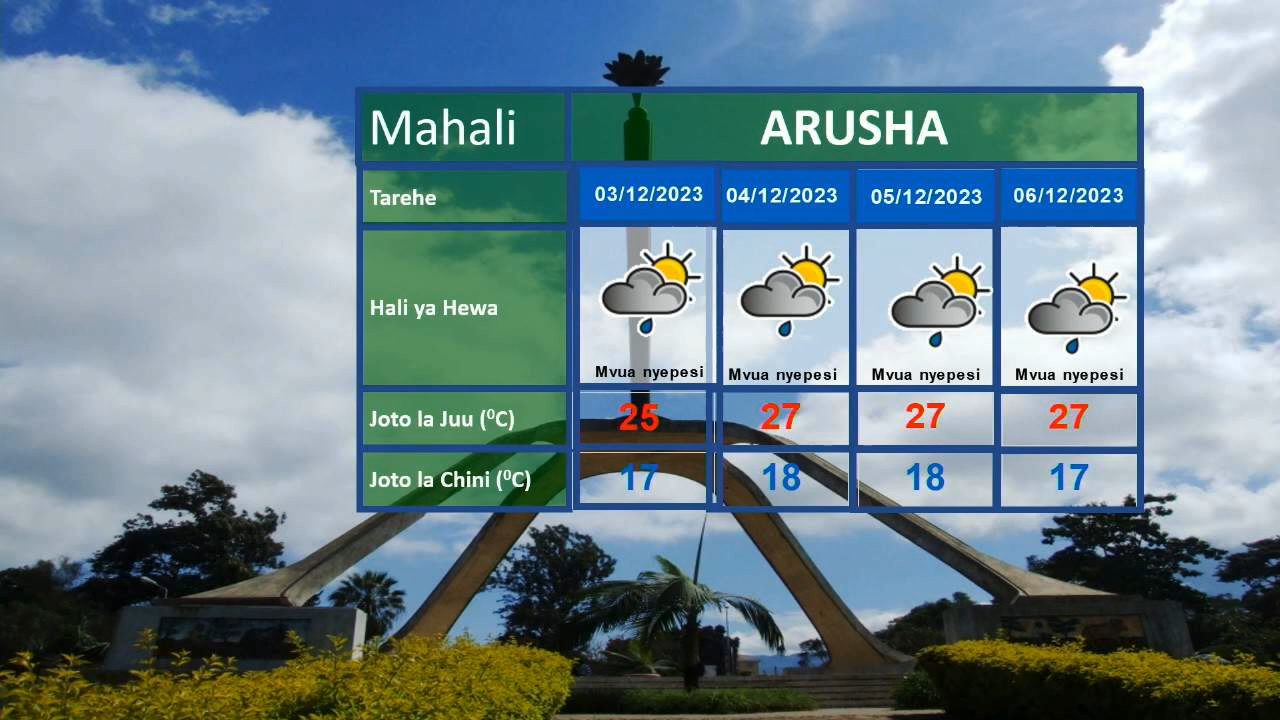 Mahali ARUSHA
Tarehe 03/12/2023 04/12/2023 05/12/2023 06/12/2023
Hali ya Hewa Mvua nyepesi Mvua nyepesi Mvua nyepesi Mvua nyepesi
Joto la Juu (⁰C) 25 27 27 27
Joto la Chini (⁰C) 17 18 18 17